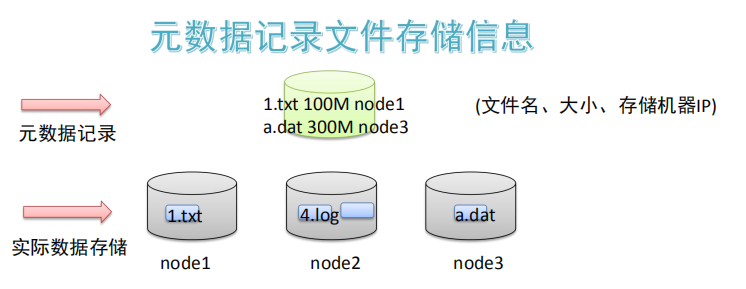 元数据记录文件存储信息
1.txt 100M node1
a.dat 300M node3
(文件名、大小、存储机器IP)
元数据记录
1.txt
4.log
a.dat
实际数据存储
node1
node2
node3